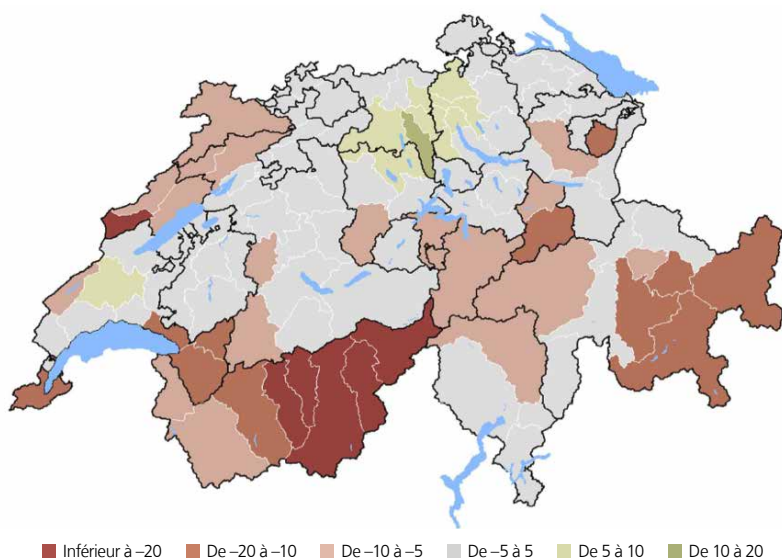 Inférieur à –20 De –20 à –10 De –10 à –5 De –5 à 5 De 5 à 10 De 10 à 20